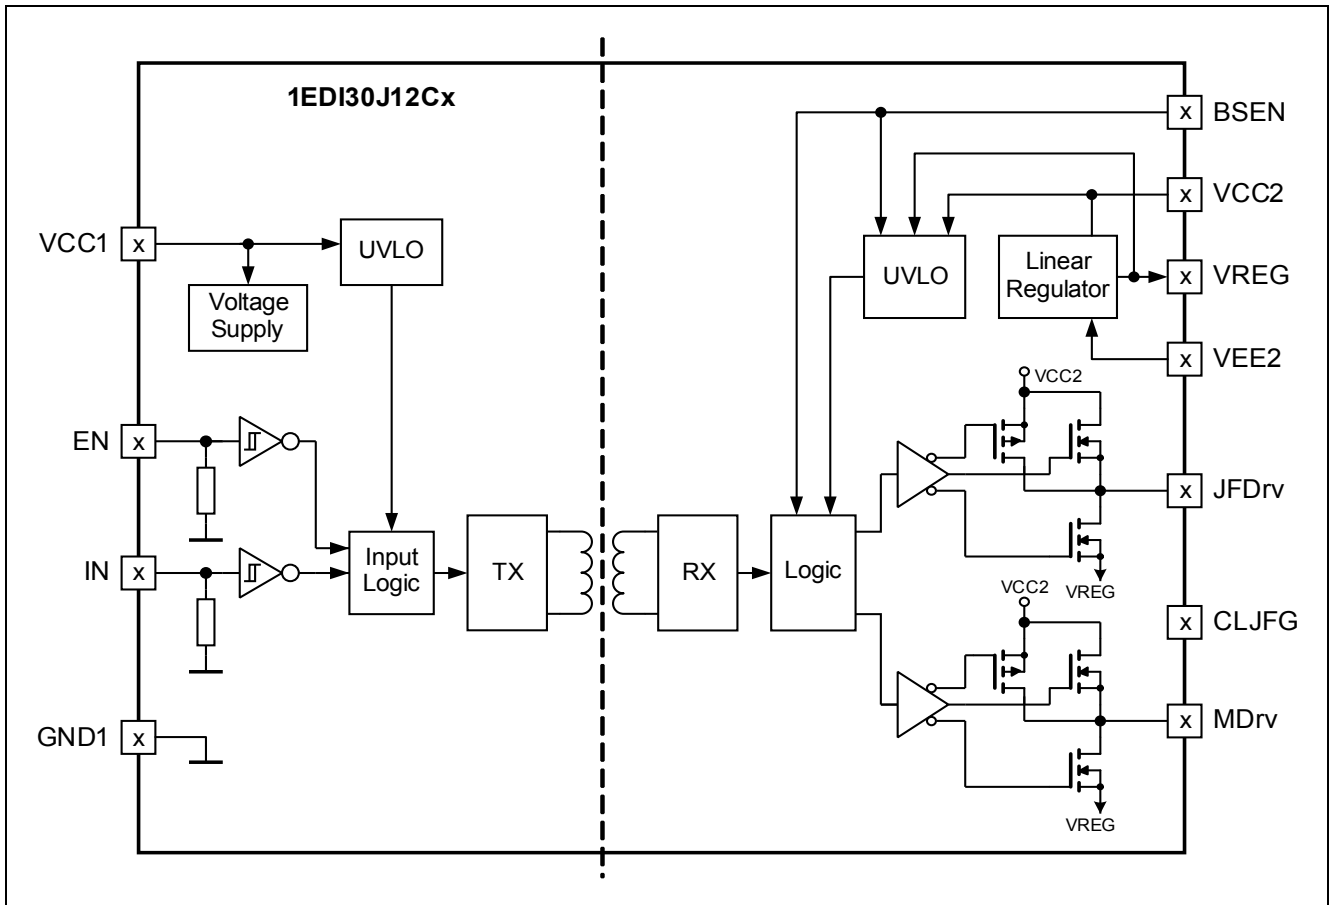 1EDI30J12Cx
x BSEN
x VCC2
VCC1 x
UVLO
UVLO
Linear
Regulator
x VREG
Voltage
Supply
x VEE2
VCC2
EN x
x JFDrv
IN x
Input
Logic
TX
RX
Logic
VREG
VCC2
x CLJFG
GND1 x
x MDrv
VREG